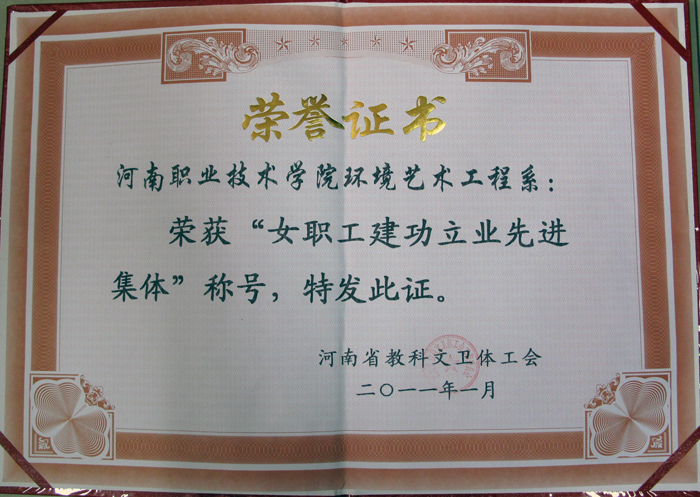 荣誉证书
河南职业技术学院环境艺术工程系：
荣获“女职工建功立业先进
集体”称号，特发此证。
河南省教科文卫体工会
二〇一一年一月